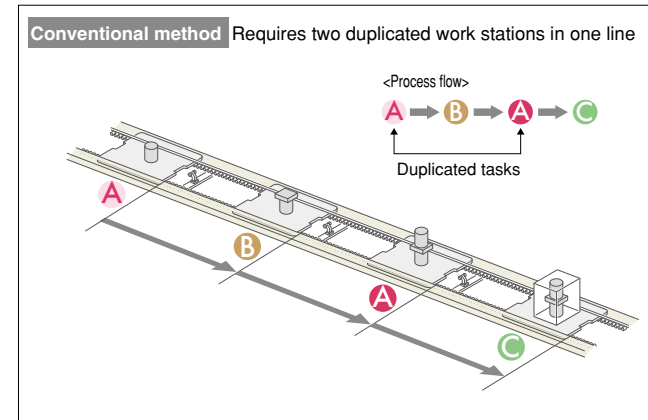 Conventional method Requires two duplicated work stations in one line
<Process flow>
A B A C
Duplicated tasks
A
B
A
C